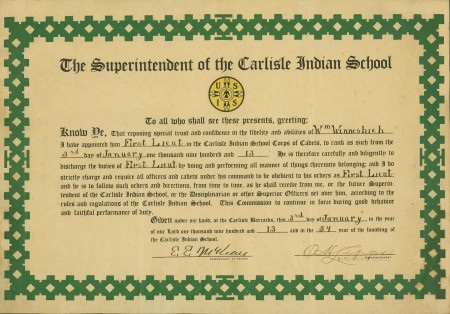 The Superintendent of the Carlisle Indian School
U S
I S
To all who shall see these presents, greeting:
Know Ye, That reposing special trust and confidence in the fidelity and abilities of Wm Winneshick
I have appointed him First Lieut in the Carlisle Indian School Corps of Cadets, to rank as such from the
3rd day of January one thousand nine hundred and 13 He is therefore carefully and diligently to
discharge the duties of First Lieut by doing and performing all manner of things thereunto belonging; and I do
strictly charge and require all officers and cadets under his command to be obedient to his orders as First Lieut;
and he is to follow such orders and directions, from time to time, as he shall receive from me, or the future Superin-
tendent of the Carlisle Indian School, or the Disciplinarian or other Superior Officers set over him, according to the
rules and regulations of the Carlisle Indian School. This Commission to continue in force during good behavior
and faithful performance of duty.
Given under my hand, at the Carlisle Barracks, this 3rd day of January, in the year
of our Lord one thousand nine hundred and 13 and in the 34 year of the founding of
the Carlisle Indian School.
E. E.